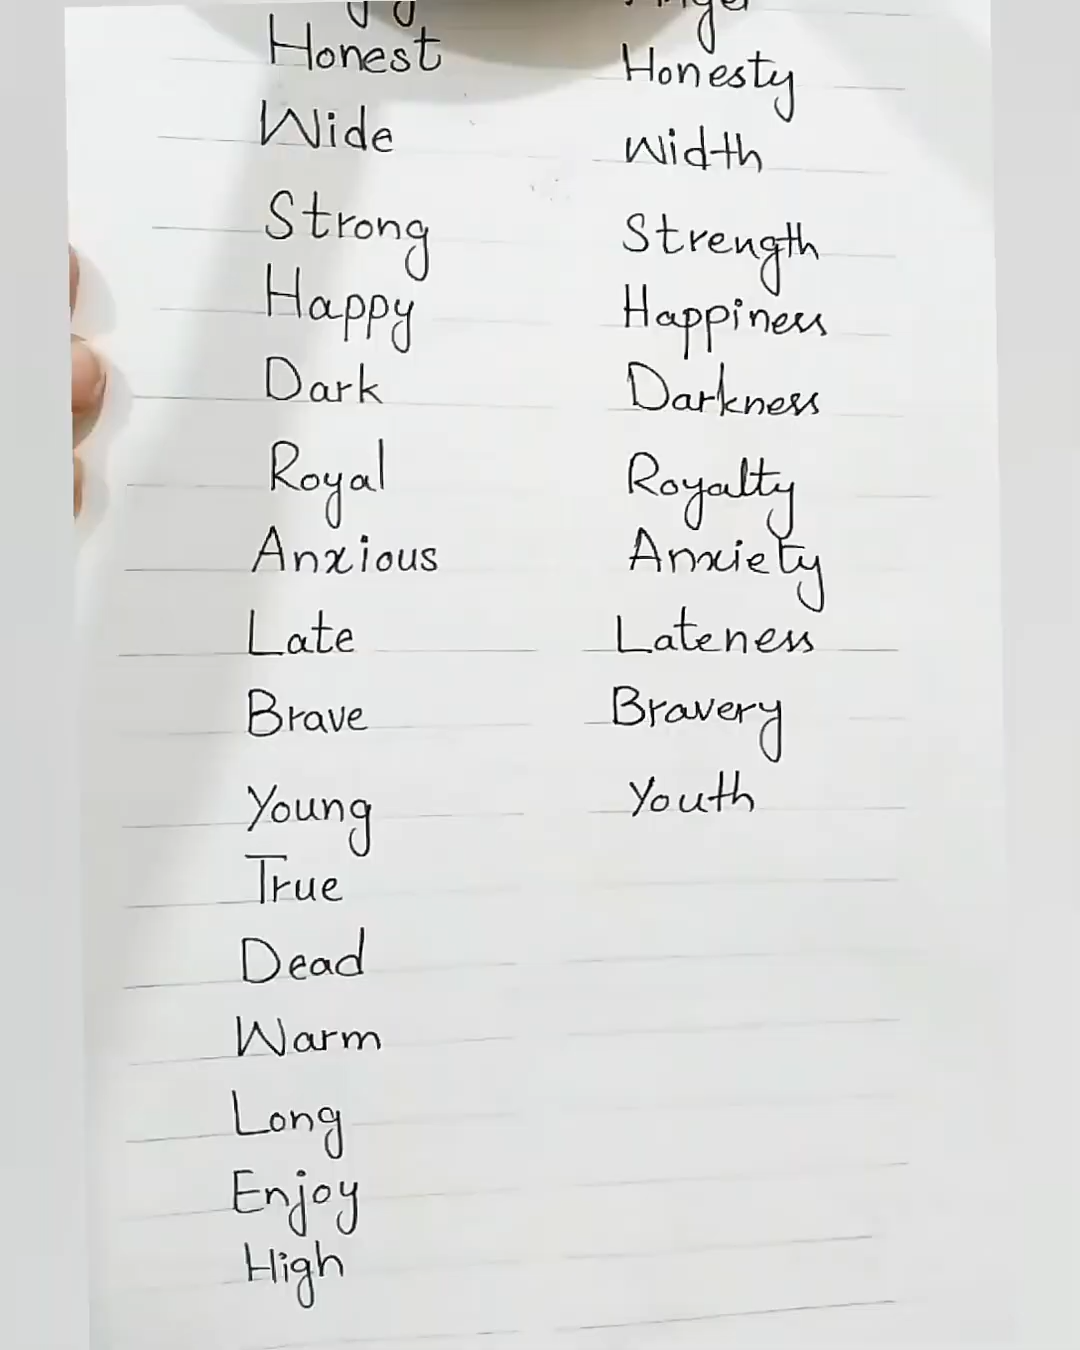 Honest Honesty
Wide Width
Strong Strength
Happy Happiness
Dark Darkness
Royal Royalty
Anxious Anxiety
Late Lateness
Brave Bravery
Young Youth
True
Dead
Warm
Long
Enjoy
High